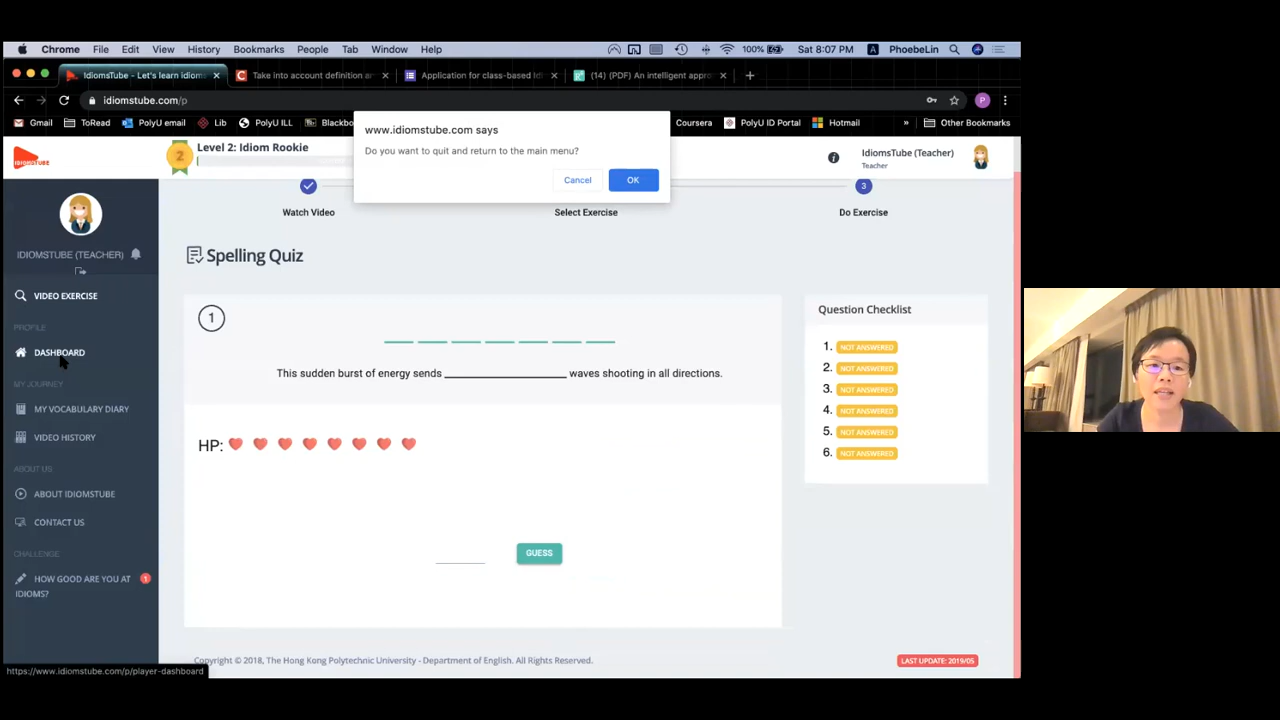 Chrome File Edit View History Bookmarks People Tab Window Help 100% Sat 8:07 PM A PhoebeLin
IdiomsTube - Let's learn idiom × Take into account definition an × Application for class-based Idi × (14) (PDF) An intelligent appro × +
idiomstube.com/p P
Gmail ToRead PolyU email Lib PolyU ILL Blackbo Coursera PolyU ID Portal Hotmail » Other Bookmarks
www.idiomstube.com says
Do you want to quit and return to the main menu?
Cancel OK
IDIOMSTUBE
2 Level 2: Idiom Rookie
IdiomsTube (Teacher)
Teacher
3
Watch Video Select Exercise Do Exercise
IDIOMSTUBE (TEACHER)
VIDEO EXERCISE
PROFILE
DASHBOARD
MY JOURNEY
MY VOCABULARY DIARY
VIDEO HISTORY
ABOUT US
ABOUT IDIOMSTUBE
CONTACT US
CHALLENGE
HOW GOOD ARE YOU AT 1
IDIOMS?
Spelling Quiz
1
This sudden burst of energy sends ____________________ waves shooting in all directions.
HP:
GUESS
Question Checklist
1. NOT ANSWERED
2. NOT ANSWERED
3. NOT ANSWERED
4. NOT ANSWERED
5. NOT ANSWERED
6. NOT ANSWERED
Copyright © 2018, The Hong Kong Polytechnic University - Department of English. All Rights Reserved.
LAST UPDATE: 2019/05
https://www.idiomstube.com/p/player-dashboard